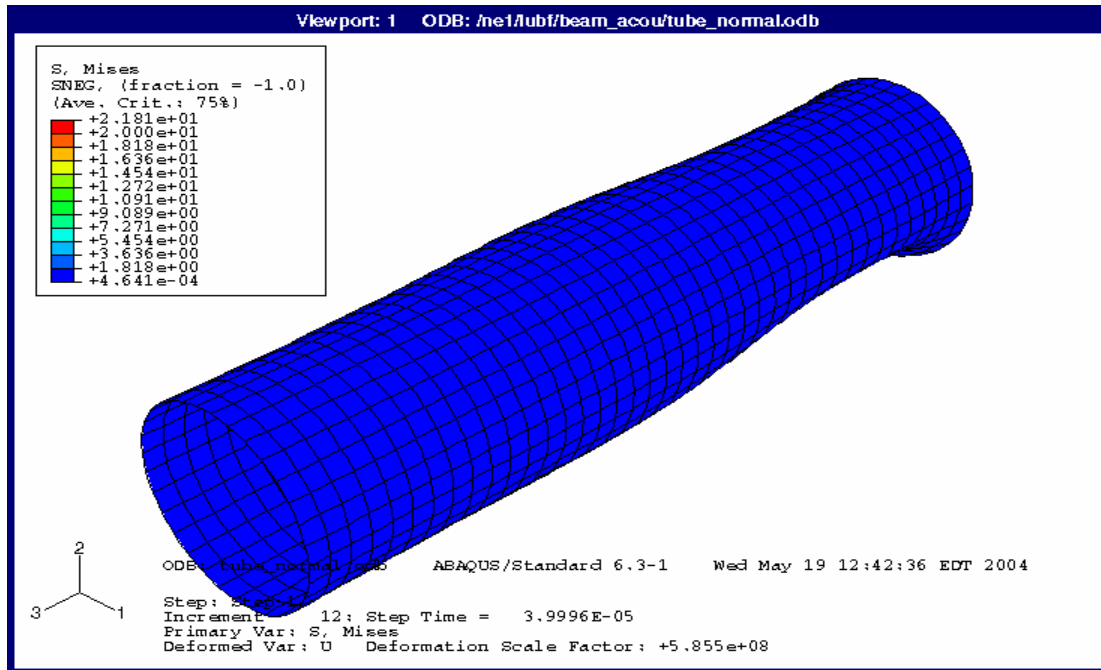 Viewport: 1 ODB: /ne1/lubf/beam_acou/tube_normal.odb
S, Mises
SNEG, (fraction = -1.0)
(Ave. Crit.: 75%)
+2.181e+01
+2.000e+01
+1.818e+01
+1.636e+01
+1.454e+01
+1.272e+01
+1.091e+01
+9.089e+00
+7.271e+00
+5.454e+00
+3.636e+00
+1.818e+00
+4.641e-04
2
3
1
ODB: tube_normal.odb ABAQUS/Standard 6.3-1 Wed May 19 12:42:36 EDT 2004
Step:
Increment 12: Step Time = 3.9996E-05
Primary Var: S, Mises
Deformed Var: U Deformation Scale Factor: +5.855e+08